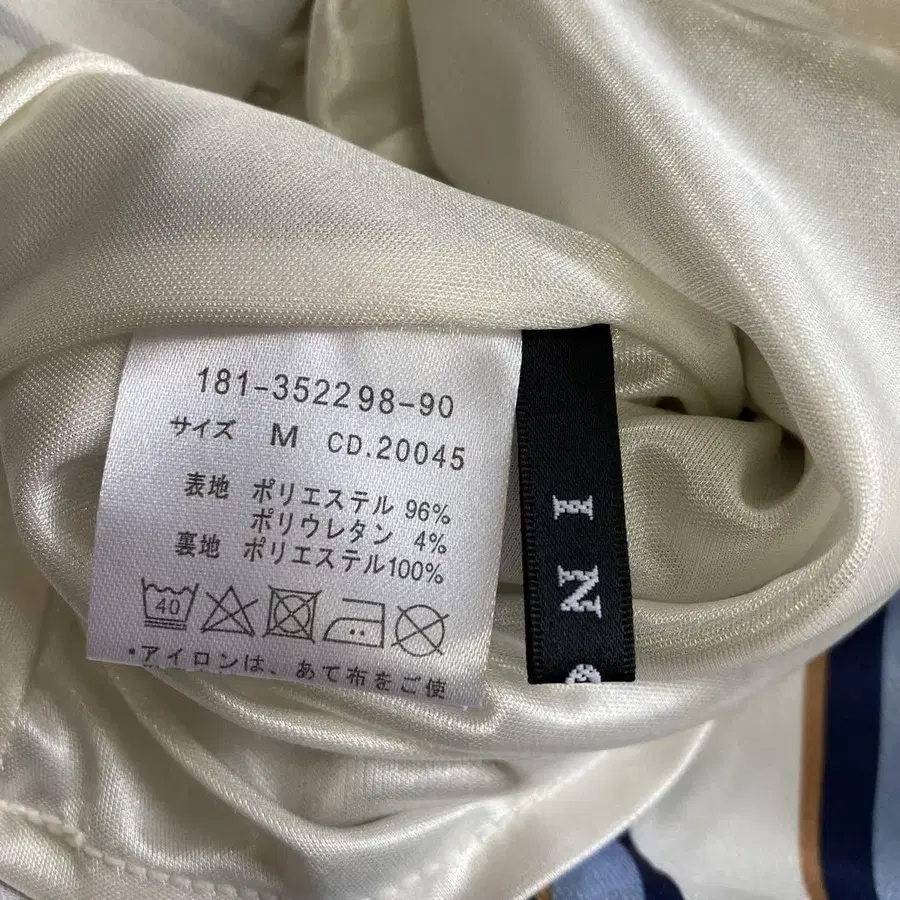 181-352298-90
サイズ M CD.20045
表地 ポリエステル 96%
ポリウレタン 4%
裏地 ポリエステル100%
40
*アイロンは、あて布をご使
I N